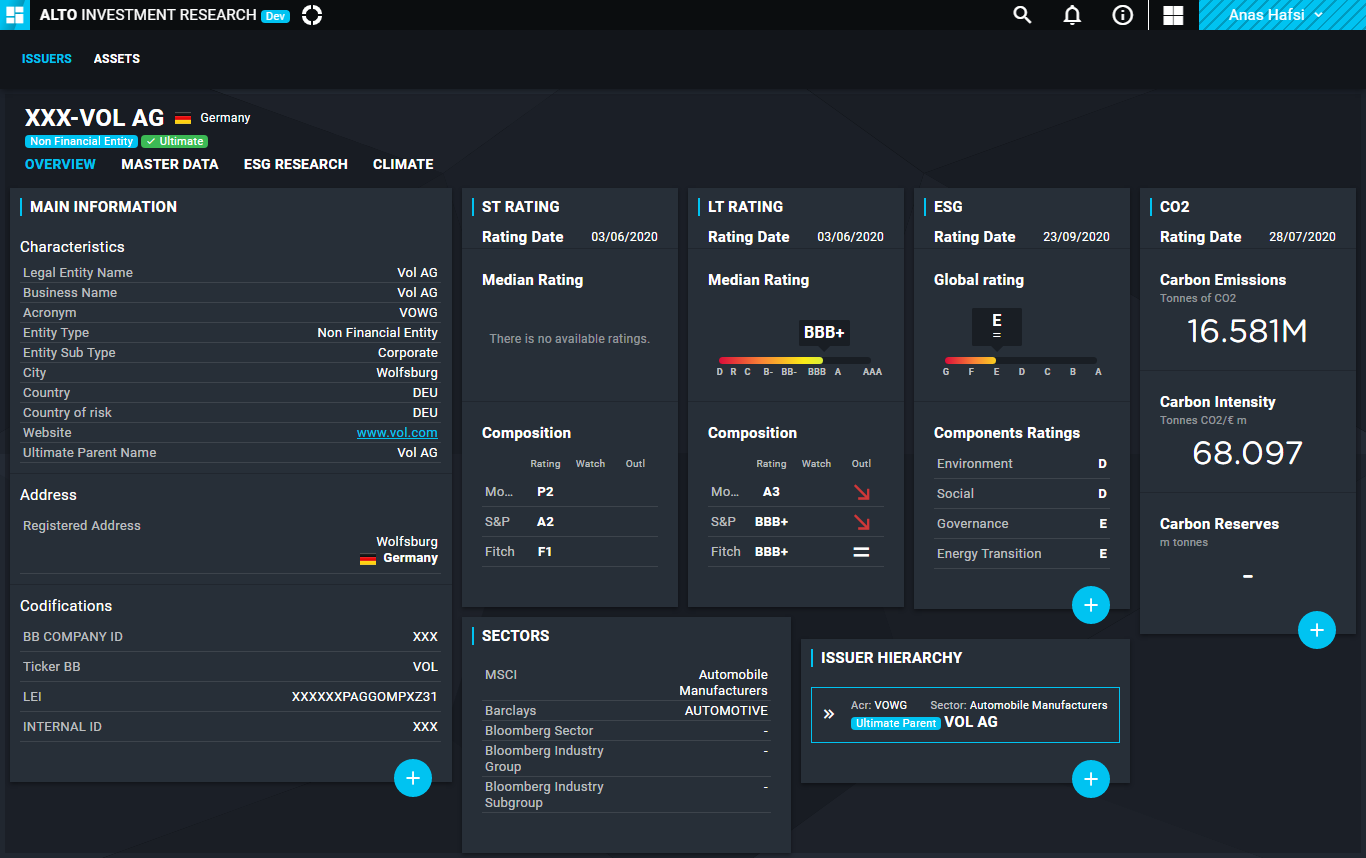 ALTO INVESTMENT RESEARCH Dev
Anas Hafsi
ISSUERS ASSETS
XXX-VOL AG Germany
Non Financial Entity Ultimate
OVERVIEW MASTER DATA ESG RESEARCH CLIMATE
MAIN INFORMATION
Characteristics
Legal Entity Name Vol AG
Business Name Vol AG
Acronym VOWG
Entity Type Non Financial Entity
Entity Sub Type Corporate
City Wolfsburg
Country DEU
Country of risk DEU
Website www.vol.com
Ultimate Parent Name Vol AG
Address
Registered Address
Wolfsburg
Germany
Codifications
BB COMPANY ID XXX
Ticker BB VOL
LEI XXXXXXPAGGOMPXZ31
INTERNAL ID XXX
+
ST RATING
Rating Date 03/06/2020
Median Rating
There is no available ratings.
Composition
Rating Watch Outl
Mo... P2
S&P A2
Fitch F1
LT RATING
Rating Date 03/06/2020
Median Rating
BBB+
D R C B- BB- BBB A AAA
Composition
Rating Watch Outl
Mo... A3
S&P BBB+
Fitch BBB+ =
ESG
Rating Date 23/09/2020
Global rating
E
=
G F E D C B A
Components Ratings
Environment D
Social D
Governance E
Energy Transition E
+
CO2
Rating Date 28/07/2020
Carbon Emissions
Tonnes of CO2
16.581M
Carbon Intensity
Tonnes CO2/€ m
68.097
Carbon Reserves
m tonnes
-
+
SECTORS
MSCI Automobile
Manufacturers
Barclays AUTOMOTIVE
Bloomberg Sector -
Bloomberg Industry -
Group
Bloomberg Industry -
Subgroup
ISSUER HIERARCHY
» Acr: VOWG Sector: Automobile Manufacturers
Ultimate Parent VOL AG
+